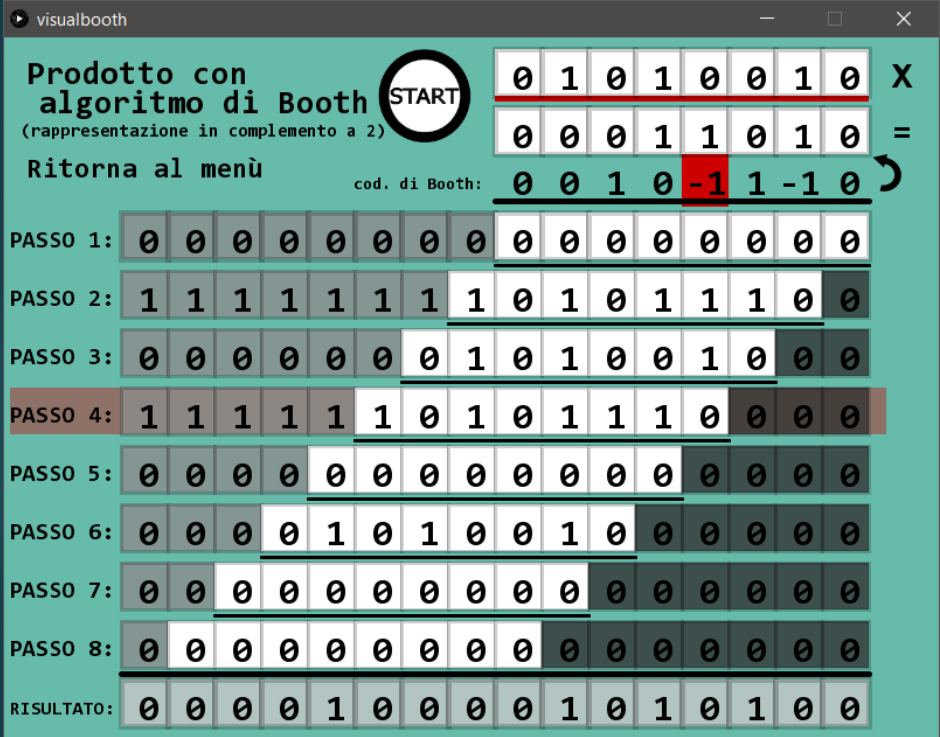 visualbooth
Prodotto con
algoritmo di Booth
(rappresentazione in complemento a 2)
START
Ritorna al menù
0 1 0 1 0 0 1 0 X
0 0 0 1 1 0 1 0 =
cod. di Booth: 0 0 1 0 -1 1 -1 0
PASSO 1: 0 0 0 0 0 0 0 0 0 0 0 0 0 0 0 0
PASSO 2: 1 1 1 1 1 1 1 1 0 1 0 1 1 1 0 0
PASSO 3: 0 0 0 0 0 0 0 1 0 1 0 0 1 0 0 0
PASSO 4: 1 1 1 1 1 1 0 1 0 1 1 1 0 0 0 0
PASSO 5: 0 0 0 0 0 0 0 0 0 0 0 0 0 0 0 0
PASSO 6: 0 0 0 0 1 0 1 0 0 1 0 0 0 0 0 0
PASSO 7: 0 0 0 0 0 0 0 0 0 0 0 0 0 0 0 0
PASSO 8: 0 0 0 0 0 0 0 0 0 0 0 0 0 0 0 0
RISULTATO: 0 0 0 0 1 0 0 0 0 1 0 1 0 1 0 0